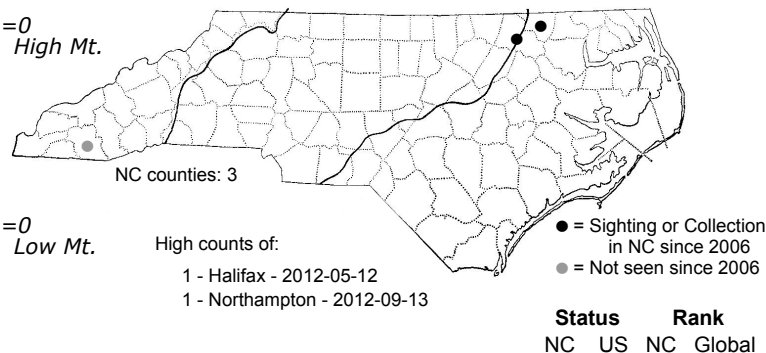 =0
High Mt.
NC counties: 3
=0
Low Mt.
High counts of:
1 - Halifax - 2012-05-12
1 - Northampton - 2012-09-13
● = Sighting or Collection
in NC since 2006
● = Not seen since 2006
Status Rank
NC US NC Global